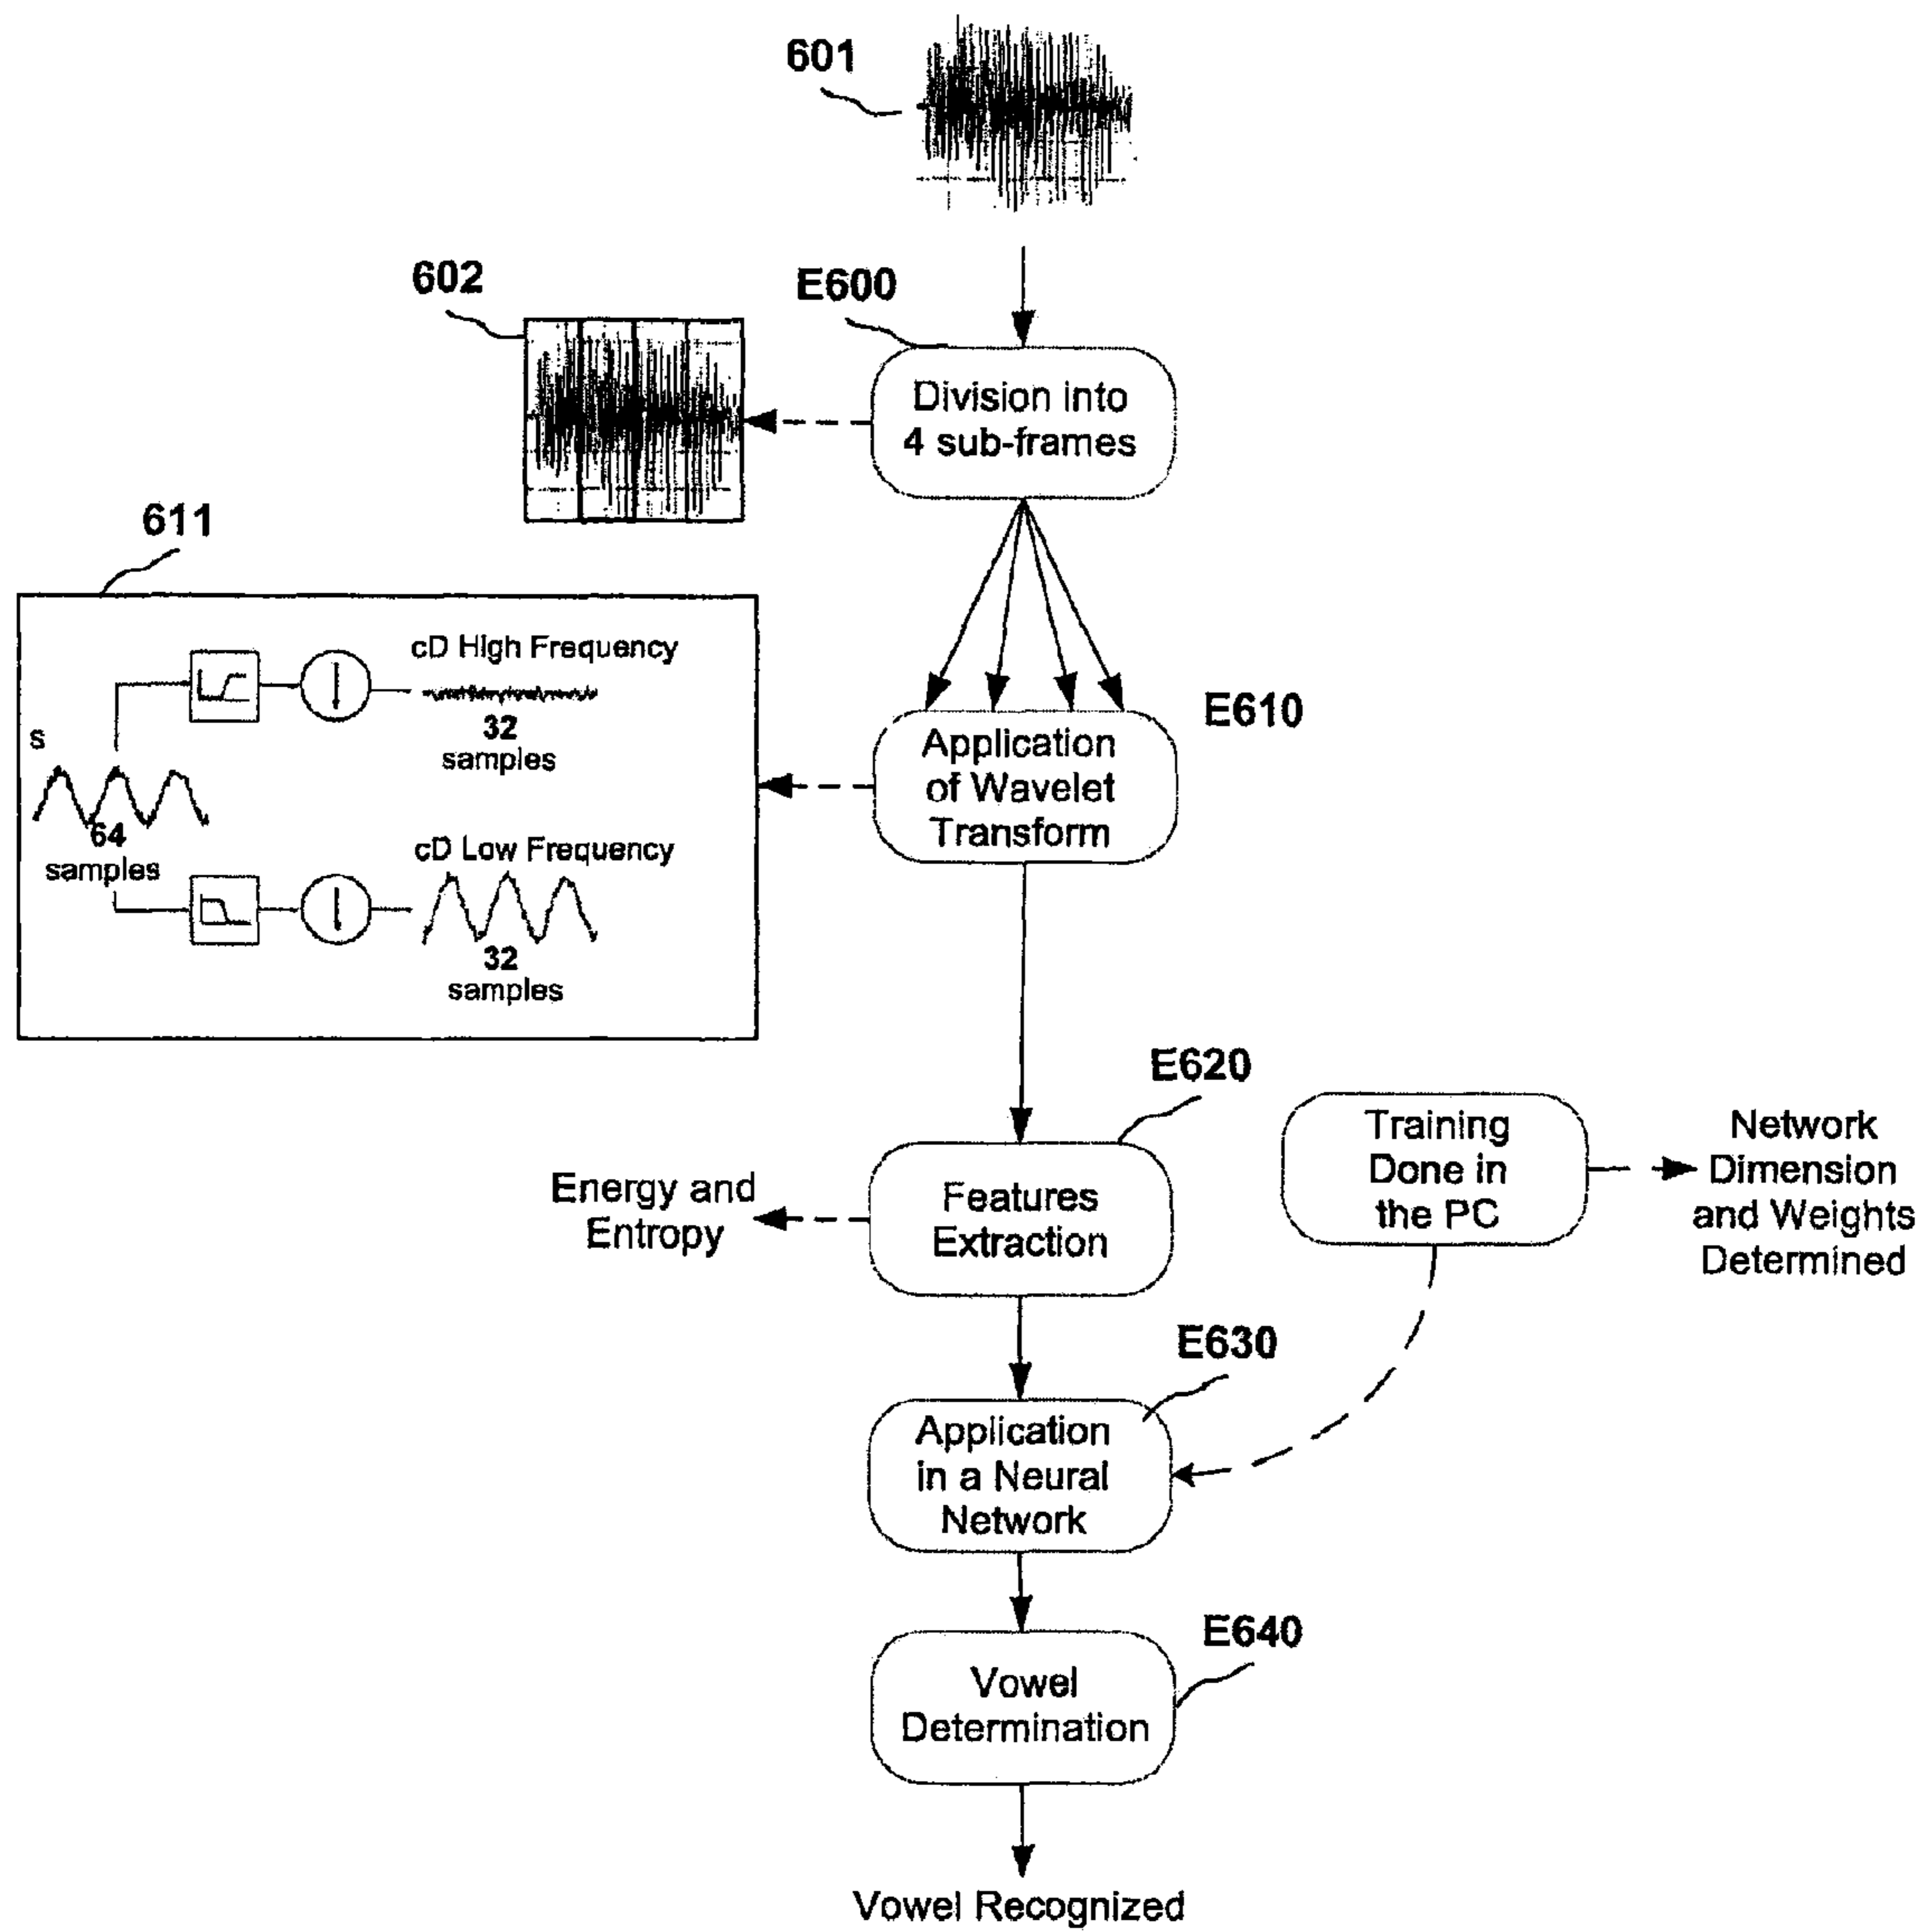 601
602
E600
Division into
4 sub-frames
611
cD High Frequency
32
samples
s
64
samples
cD Low Frequency
32
samples
E610
Application
of Wavelet
Transform
E620
Energy and
Entropy
Features
Extraction
Training
Done in
the PC
Network
Dimension
and Weights
Determined
E630
Application
in a Neural
Network
E640
Vowel
Determination
Vowel Recognized